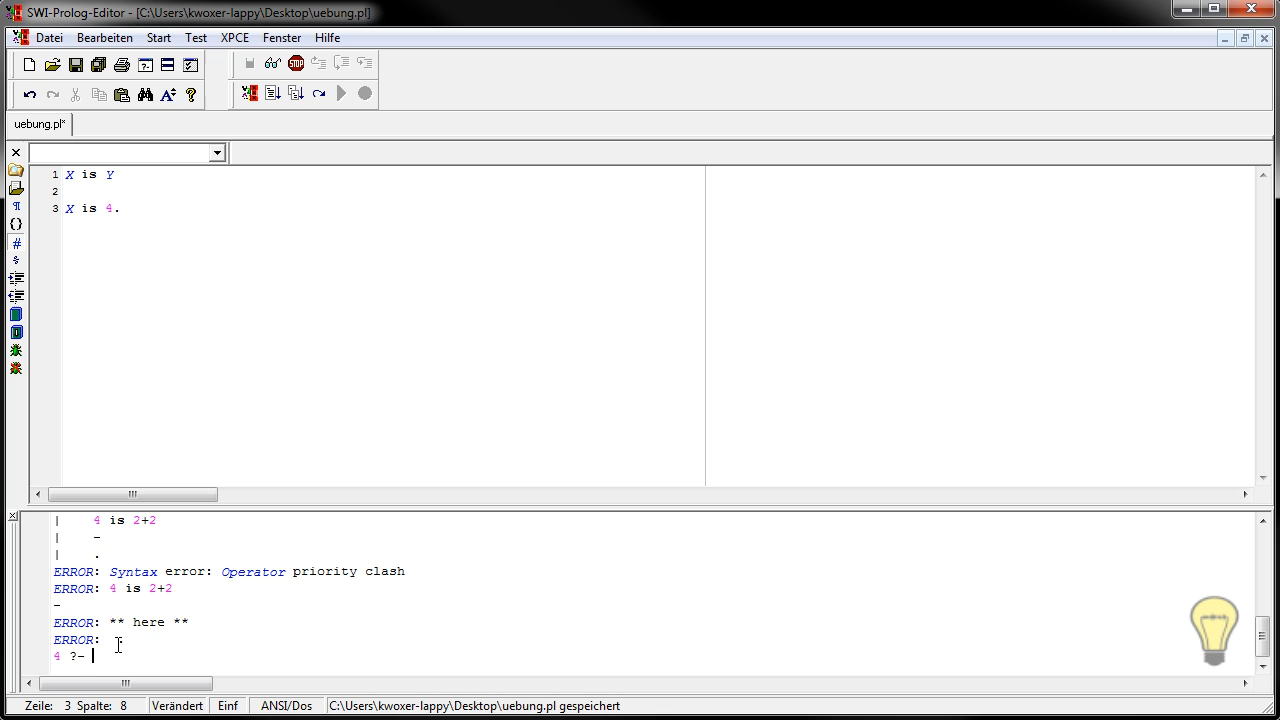 SWI-Prolog-Editor - [C:\Users\kwoxer-lappy\Desktop\uebung.pl]
Datei Bearbeiten Start Test XPCE Fenster Hilfe
uebung.pl*
1 X is Y
2
3 X is 4.
| 4 is 2+2
| -
| .
ERROR: Syntax error: Operator priority clash
ERROR: 4 is 2+2
-
ERROR: ** here **
ERROR: .
4 ?-
Zeile: 3 Spalte: 8 Verändert Einf ANSI/Dos C:\Users\kwoxer-lappy\Desktop\uebung.pl gespeichert